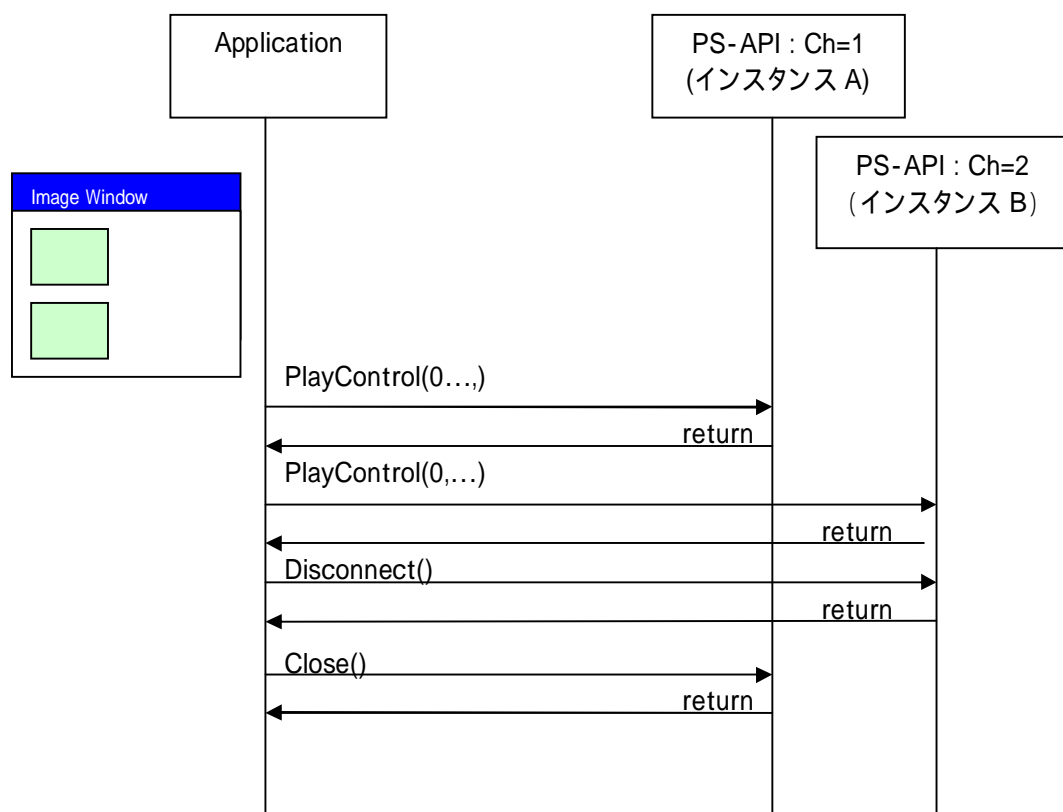 Application
PS-API : Ch=1
(インスタンス A)
PS-API : Ch=2
(インスタンス B)
Image Window
PlayControl(0…,)
return
PlayControl(0,…)
return
Disconnect()
return
Close()
return